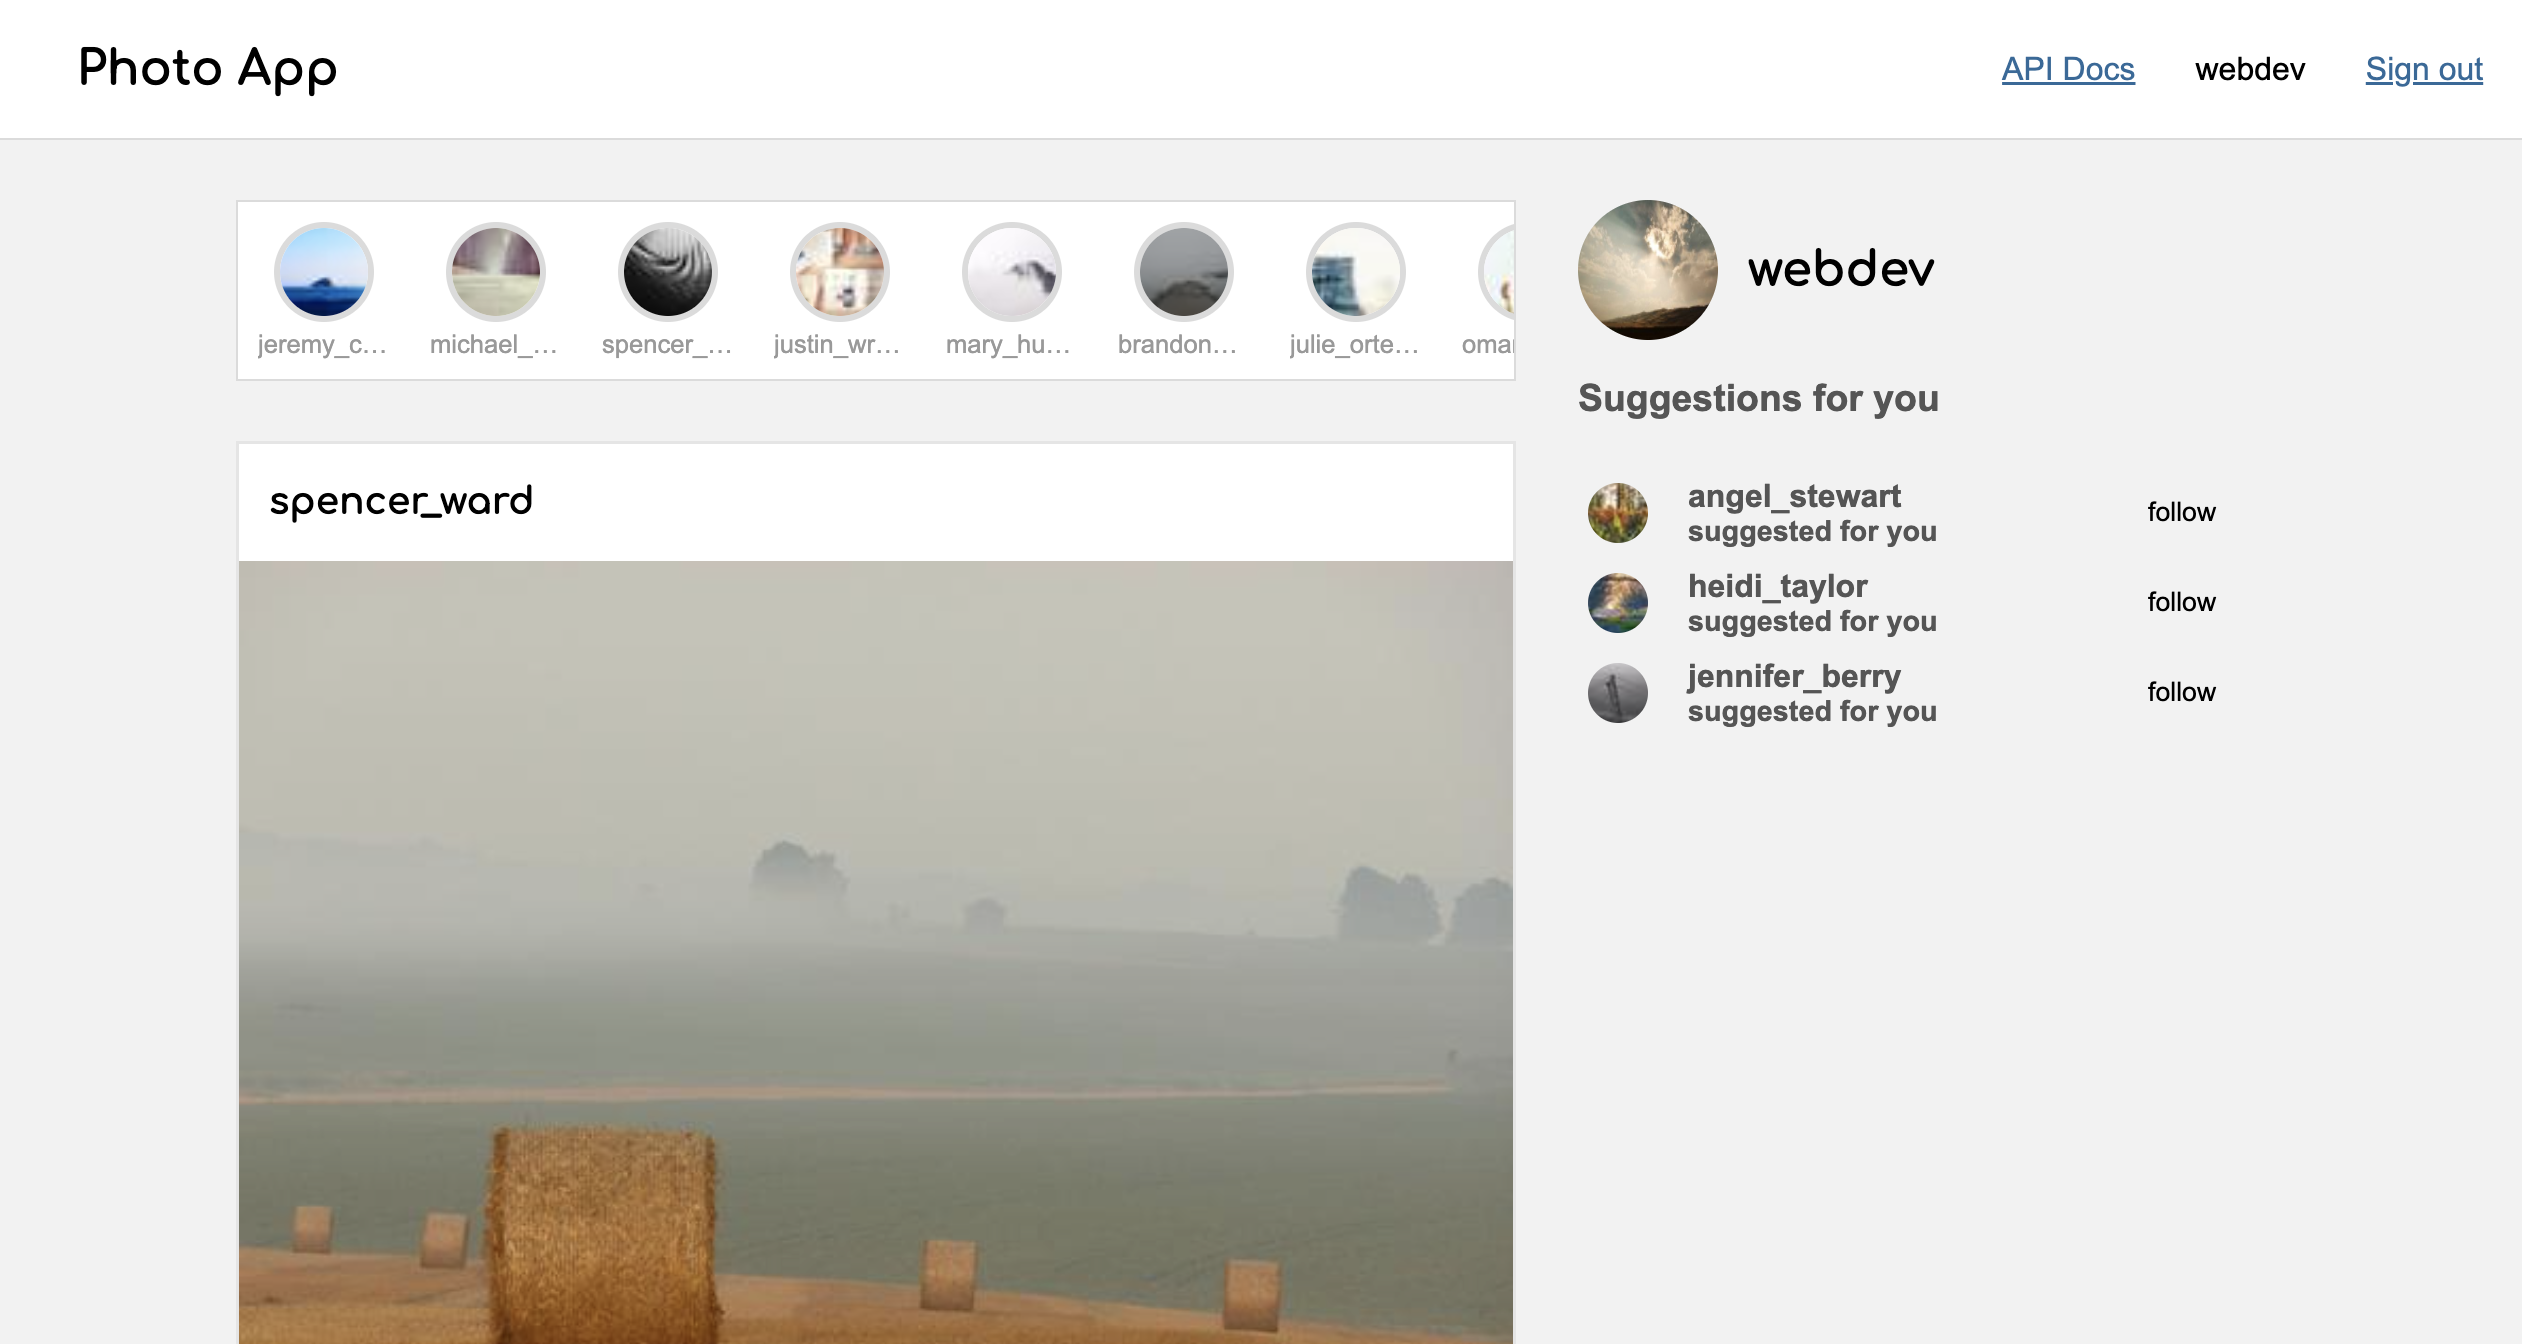 Photo App
API Docs
webdev
Sign out
jeremy_c...
michael_...
spencer_...
justin_wr...
mary_hu...
brandon...
julie_orte...
omar
webdev
Suggestions for you
spencer_ward
angel_stewart
suggested for you
follow
heidi_taylor
suggested for you
follow
jennifer_berry
suggested for you
follow